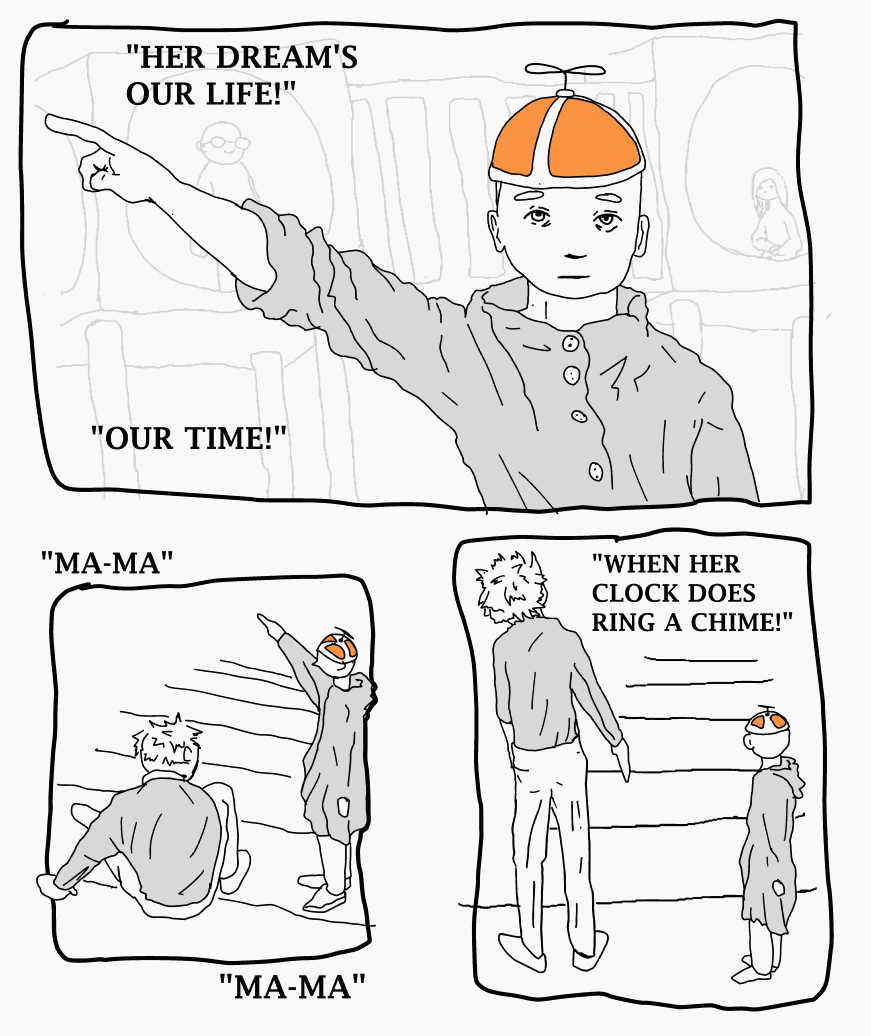 "HER DREAM'S
OUR LIFE!"
"OUR TIME!"
"MA-MA"
"MA-MA"
"WHEN HER
CLOCK DOES
RING A CHIME!"